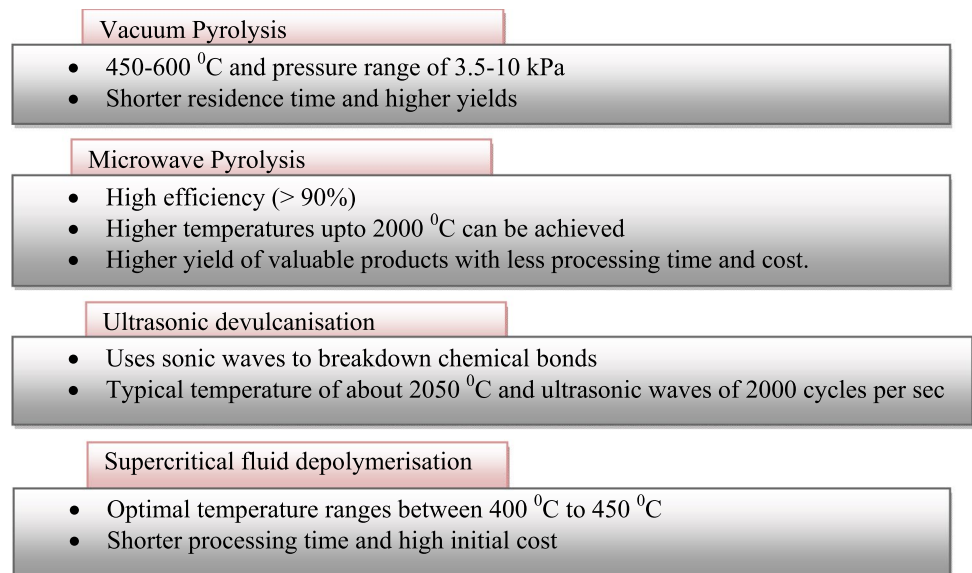 Vacuum Pyrolysis
• 450-600 ⁰C and pressure range of 3.5-10 kPa
• Shorter residence time and higher yields
Microwave Pyrolysis
• High efficiency (> 90%)
• Higher temperatures upto 2000 ⁰C can be achieved
• Higher yield of valuable products with less processing time and cost.
Ultrasonic devulcanisation
• Uses sonic waves to breakdown chemical bonds
• Typical temperature of about 2050 ⁰C and ultrasonic waves of 2000 cycles per sec
Supercritical fluid depolymerisation
• Optimal temperature ranges between 400 ⁰C to 450 ⁰C
• Shorter processing time and high initial cost